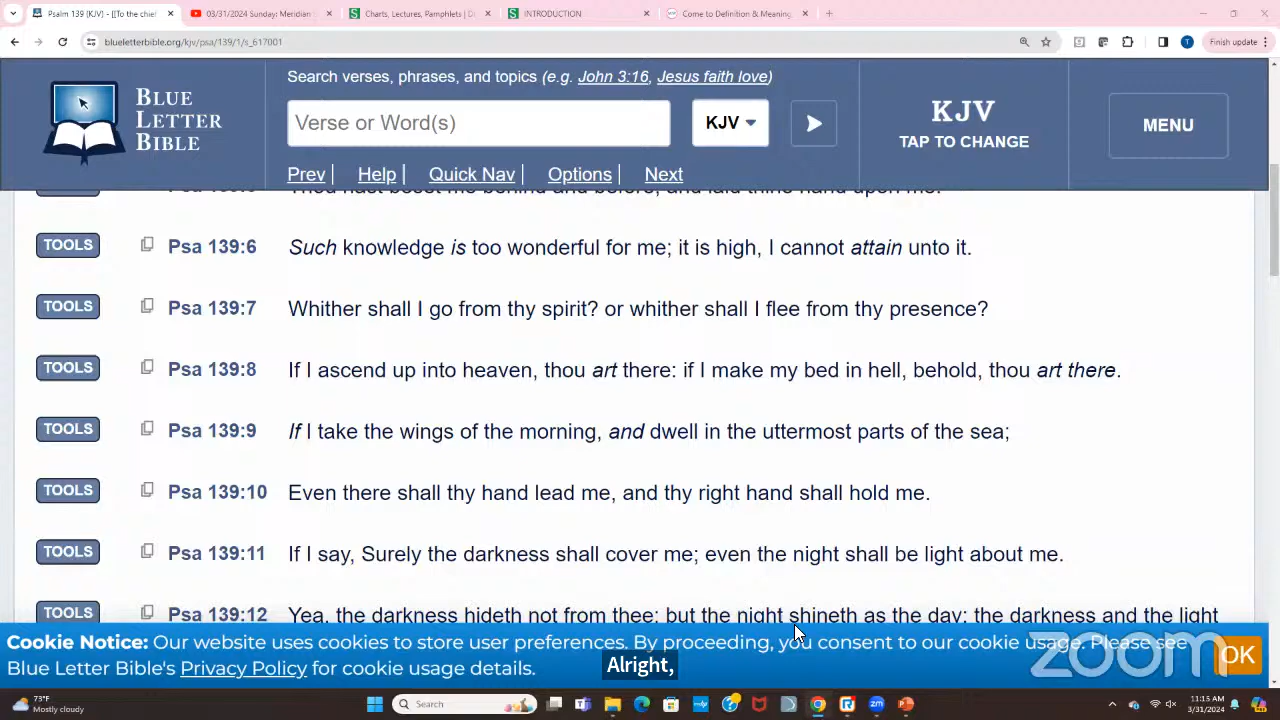 Psalm 139 (KJV) - [[To the chief
03/31/2024 Sunday: Meridian
Charts, Lectures, Pamphlets | D
INTRODUCTION
Come to Definition & Meaning
blueletterbible.org/kjv/psa/139/1/s_617001
Finish update
BLUE
LETTER
BIBLE
Search verses, phrases, and topics (e.g. John 3:16, Jesus faith love)
Verse or Word(s)
KJV
KJV
TAP TO CHANGE
MENU
Prev | Help | Quick Nav | Options | Next
TOOLS Psa 139:6 Such knowledge is too wonderful for me; it is high, I cannot attain unto it.
TOOLS Psa 139:7 Whither shall I go from thy spirit? or whither shall I flee from thy presence?
TOOLS Psa 139:8 If I ascend up into heaven, thou art there: if I make my bed in hell, behold, thou art there.
TOOLS Psa 139:9 If I take the wings of the morning, and dwell in the uttermost parts of the sea;
TOOLS Psa 139:10 Even there shall thy hand lead me, and thy right hand shall hold me.
TOOLS Psa 139:11 If I say, Surely the darkness shall cover me; even the night shall be light about me.
TOOLS Psa 139:12 Yea, the darkness hideth not from thee; but the night shineth as the day: the darkness and the light
Cookie Notice: Our website uses cookies to store user preferences. By proceeding, you consent to our cookie usage. Please see
Blue Letter Bible's Privacy Policy for cookie usage details.
OK
zoom
Alright,
73°F
Mostly cloudy
Search
11:15 AM
3/31/2024